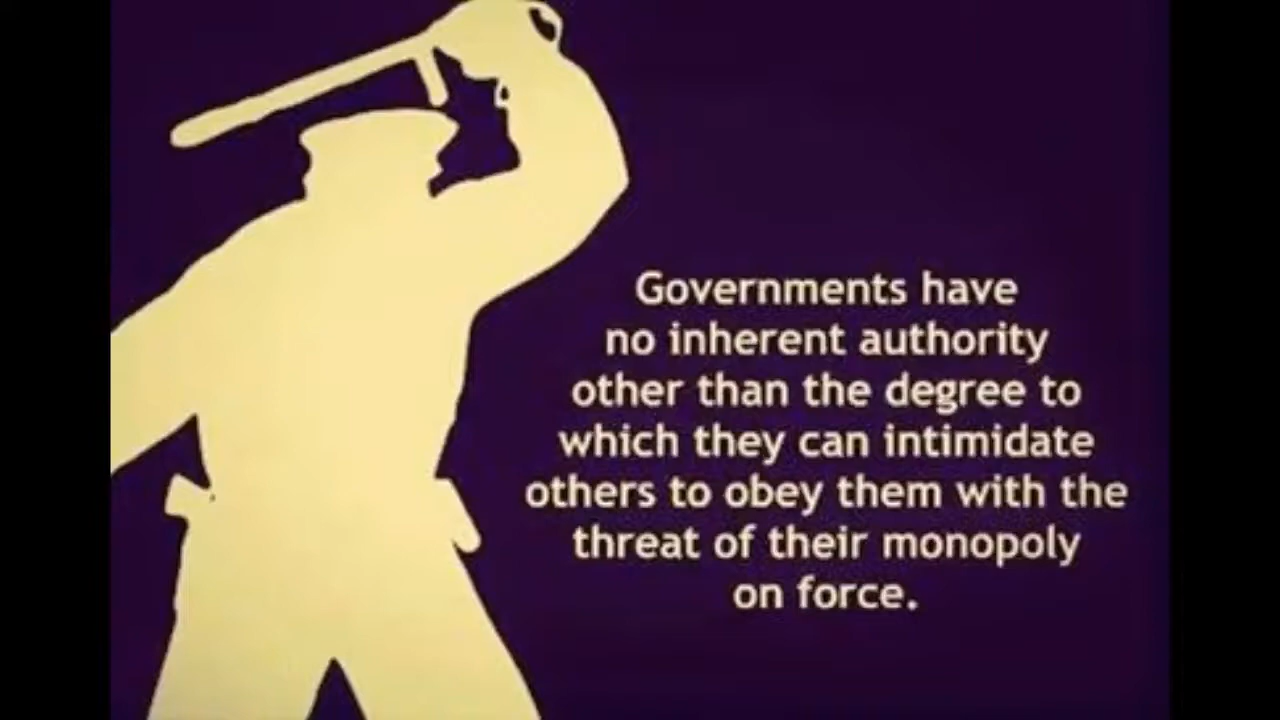 Governments have
no inherent authority
other than the degree to
which they can intimidate
others to obey them with the
threat of their monopoly
on force.